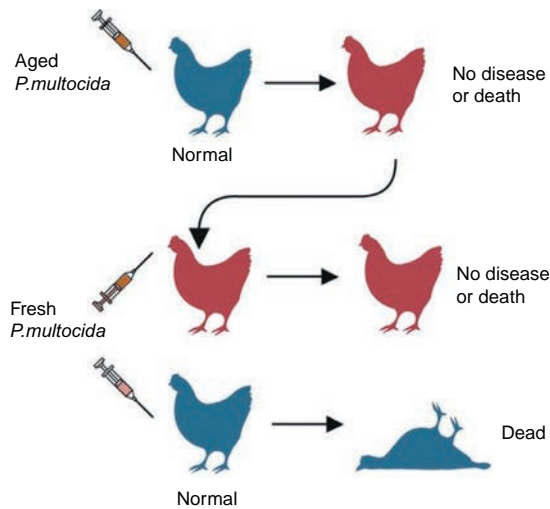 Aged
P.multocida
Normal
No disease
or death
Fresh
P.multocida
No disease
or death
Normal
Dead